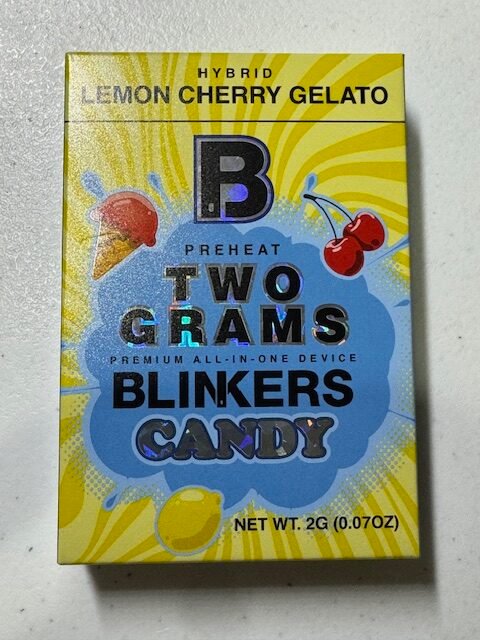 HYBRID
LEMON CHERRY GELATO
B
PREHEAT
TWO
GRAMS
PREMIUM ALL-IN-ONE DEVICE
BLINKERS
CANDY
NET WT. 2G (0.07OZ)